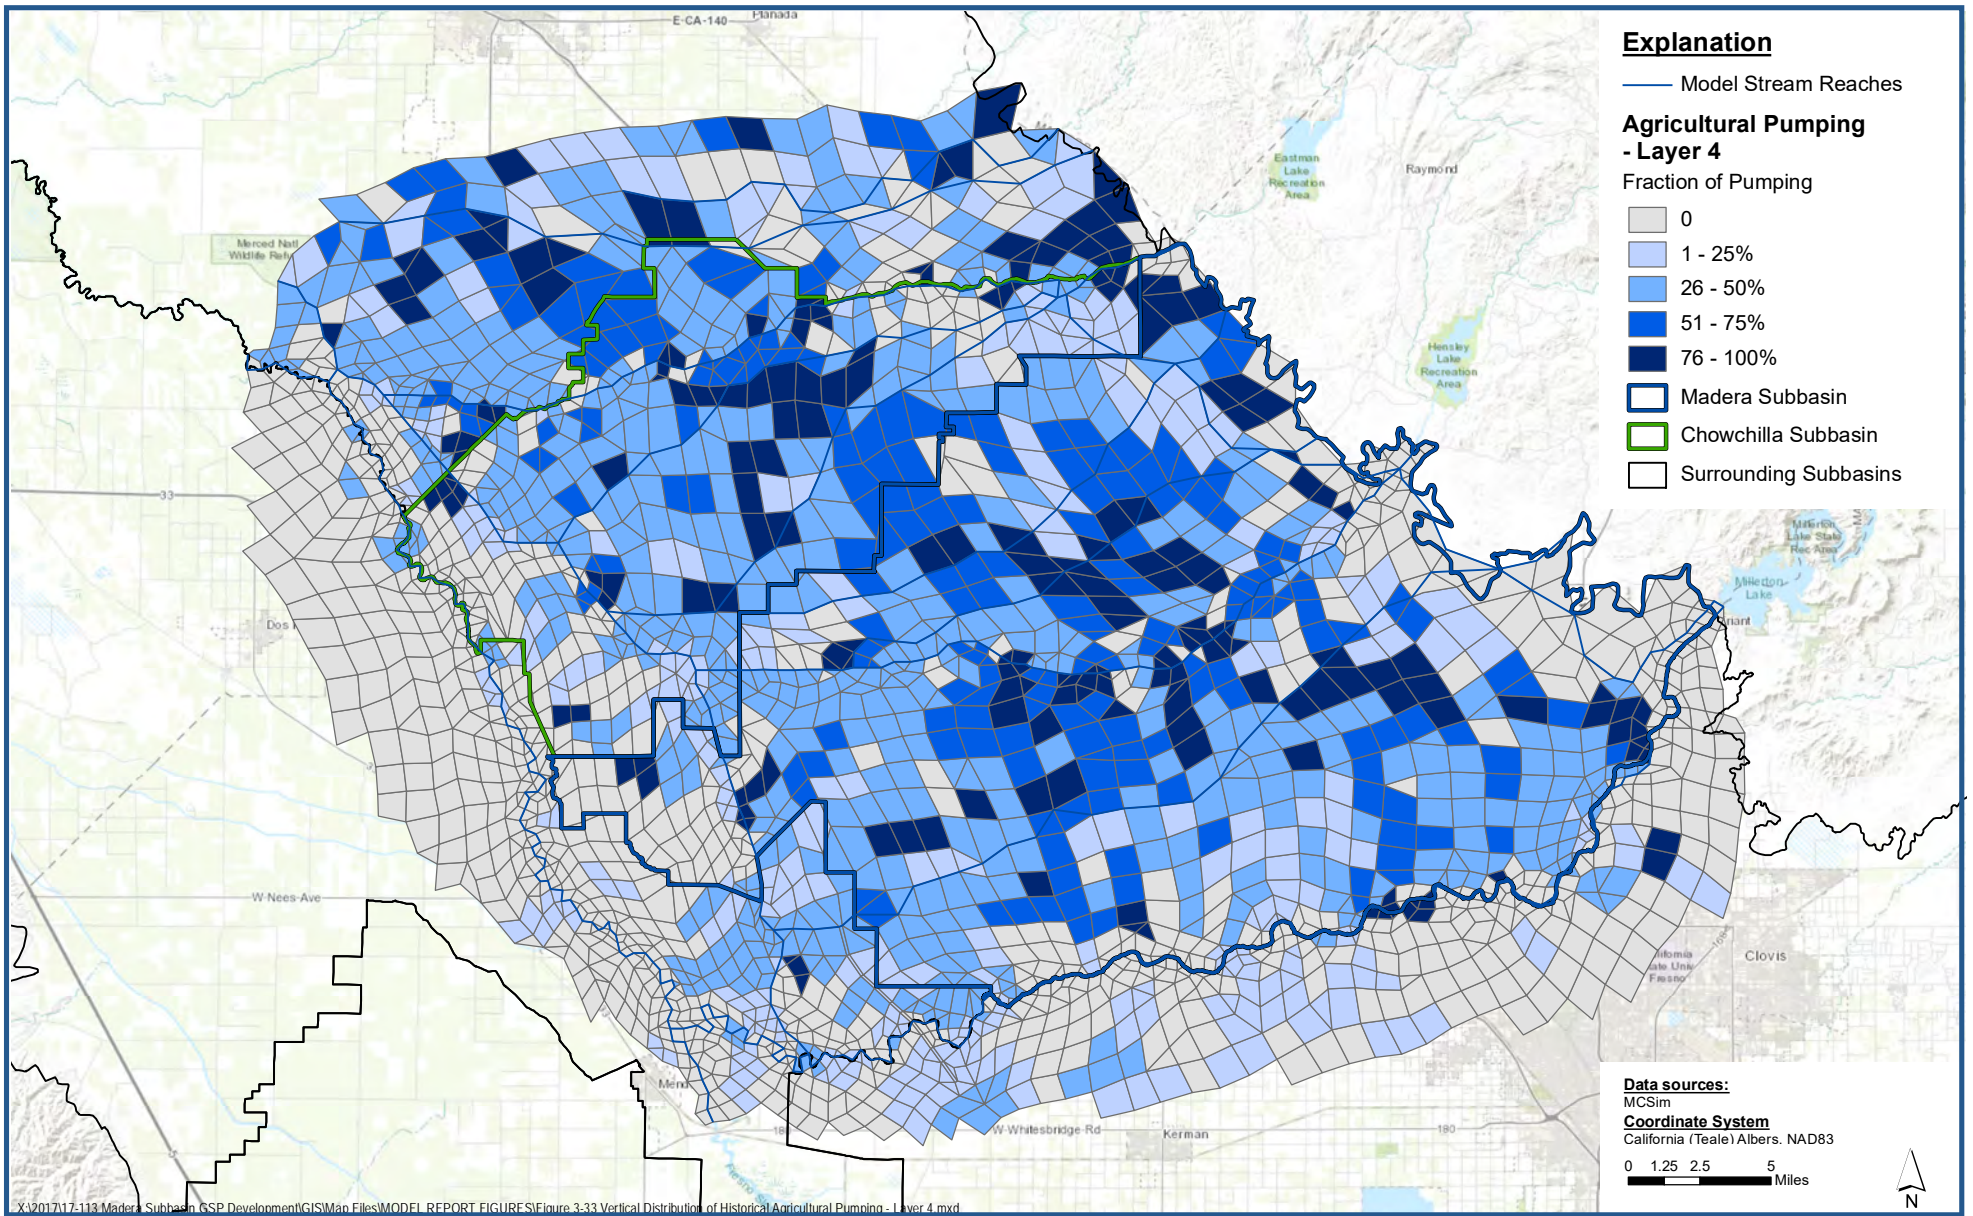 E-CA-140
Planada
Explanation
Model Stream Reaches
Agricultural Pumping
- Layer 4
Fraction of Pumping
0
1 - 25%
26 - 50%
51 - 75%
76 - 100%
Madera Subbasin
Chowchilla Subbasin
Surrounding Subbasins
Eastman
Lake
Recreation
Area
Raymond
Merced Natl
Wildlife
Hensley
Lake
Recreation
Area
33
Millerton
Lake State
Rec Area
Millerton
Lake
Dos
W Nees-Ave
Clovis
Fresno
Mend
180
W-Whitesbridge-Rd
Kerman
180
5
Data sources:
MCSim
Coordinate System
California (Teale) Albers, NAD83
0 1.25 2.5 5
Miles
N
X:\2017\17-113 Madera Subbasin GSP Development\GIS\Map Files\MODEL REPORT FIGURES\Figure 3-33 Vertical Distribution of Historical Agricultural Pumping - Layer 4.mxd